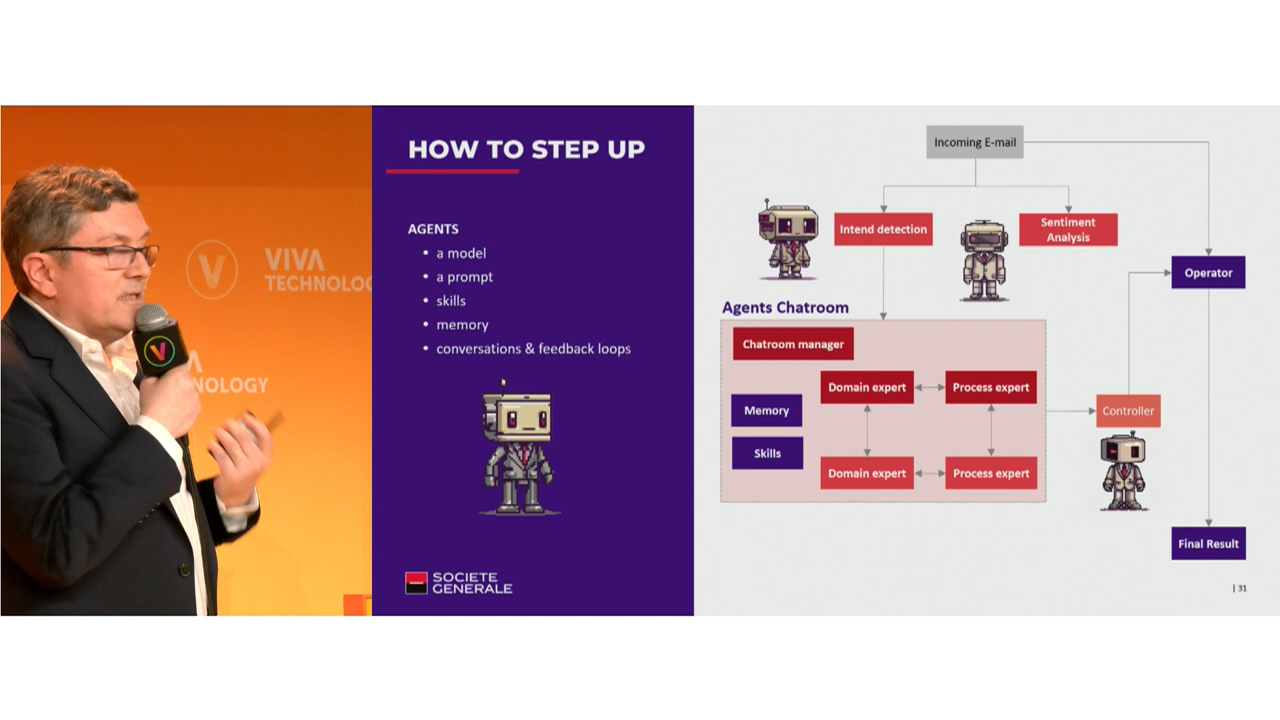 VIVA
TECHNOLOG
A
NOLOGY
HOW TO STEP UP
AGENTS
• a model
• a prompt
• skills
• memory
• conversations & feedback loops
SOCIETE
GENERALE
Incoming E-mail
Intend detection
Sentiment
Analysis
Operator
Agents Chatroom
Chatroom manager
Domain expert
Process expert
Memory
Controller
Skills
Domain expert
Process expert
Final Result
| 31